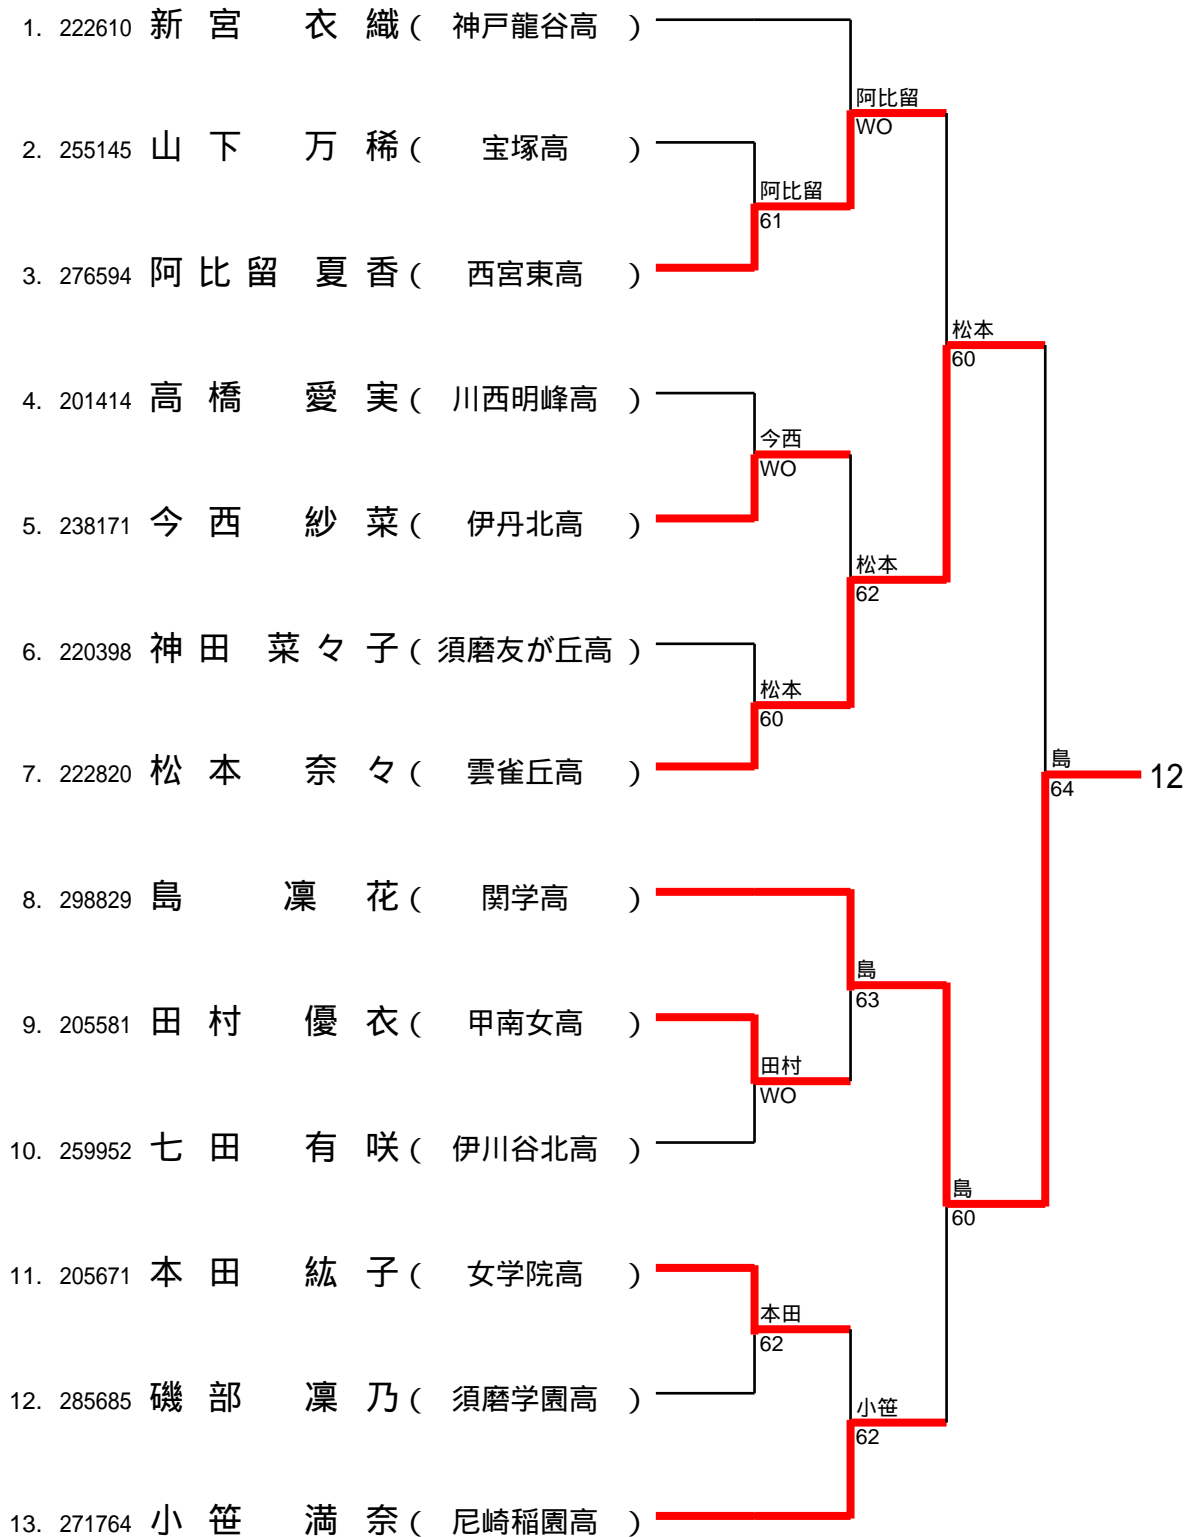 1. 222610 新宮 衣織 ( 神戸龍谷高 )
阿比留
WO
2. 255145 山下 万稀 ( 宝塚高 )
阿比留
61
3. 276594 阿比留 夏香 ( 西宮東高 )
松本
60
4. 201414 高橋 愛実 ( 川西明峰高 )
今西
WO
5. 238171 今西 紗菜 ( 伊丹北高 )
松本
62
6. 220398 神田 菜々子 ( 須磨友が丘高 )
松本
60
7. 222820 松本 奈々 ( 雲雀丘高 )
島
64
12
8. 298829 島 凜花 ( 関学高 )
島
63
9. 205581 田村 優衣 ( 甲南女高 )
田村
WO
10. 259952 七田 有咲 ( 伊川谷北高 )
島
60
11. 205671 本田 紘子 ( 女学院高 )
本田
62
12. 285685 磯部 凜乃 ( 須磨学園高 )
小笹
62
13. 271764 小笹 満奈 ( 尼崎稲園高 )